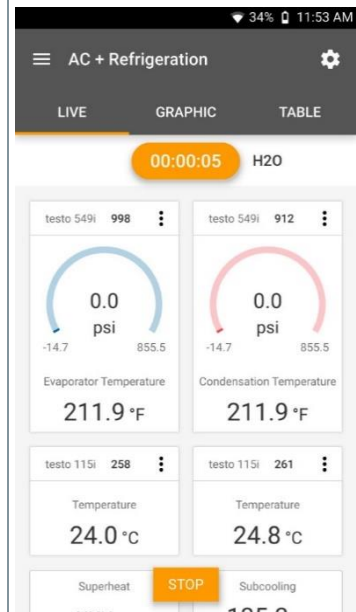 34% 11:53 AM
AC + Refrigeration
LIVE GRAPHIC TABLE
00:00:05 H2O
testo 549i 998
testo 549i 912
0.0
psi
-14.7 855.5
Evaporator Temperature
211.9 °F
0.0
psi
-14.7 855.5
Condensation Temperature
211.9 °F
testo 115i 258
testo 115i 261
Temperature
24.0 °C
Temperature
24.8 °C
Superheat
STOP
Subcooling